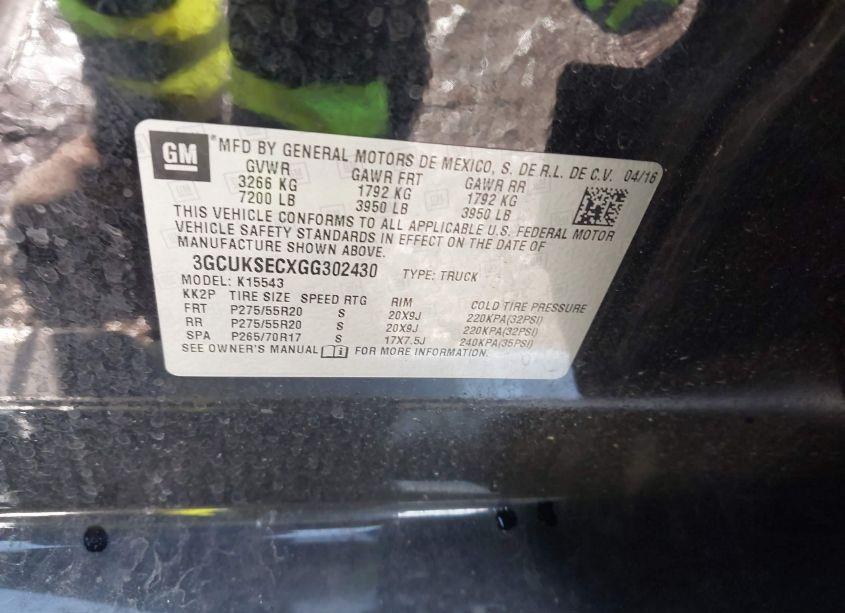 GM
®MFD BY GENERAL MOTORS DE MEXICO, S. DE R.L. DE C.V. 04/16
GVWR GAWR FRT GAWR RR
3266 KG 1792 KG 1792 KG
7200 LB 3950 LB 3950 LB
THIS VEHICLE CONFORMS TO ALL APPLICABLE U.S. FEDERAL MOTOR
VEHICLE SAFETY STANDARDS IN EFFECT ON THE DATE OF
MANUFACTURE SHOWN ABOVE.
3GCUKSECXGG302430 TYPE: TRUCK
MODEL: K15543
KK2P TIRE SIZE SPEED RTG RIM COLD TIRE PRESSURE
FRT P275/55R20 S 20X9J 220KPA(32PSI)
RR P275/55R20 S 20X9J 220KPA(32PSI)
SPA P265/70R17 S 17X7.5J 240KPA(35PSI)
SEE OWNER'S MANUAL FOR MORE INFORMATION.